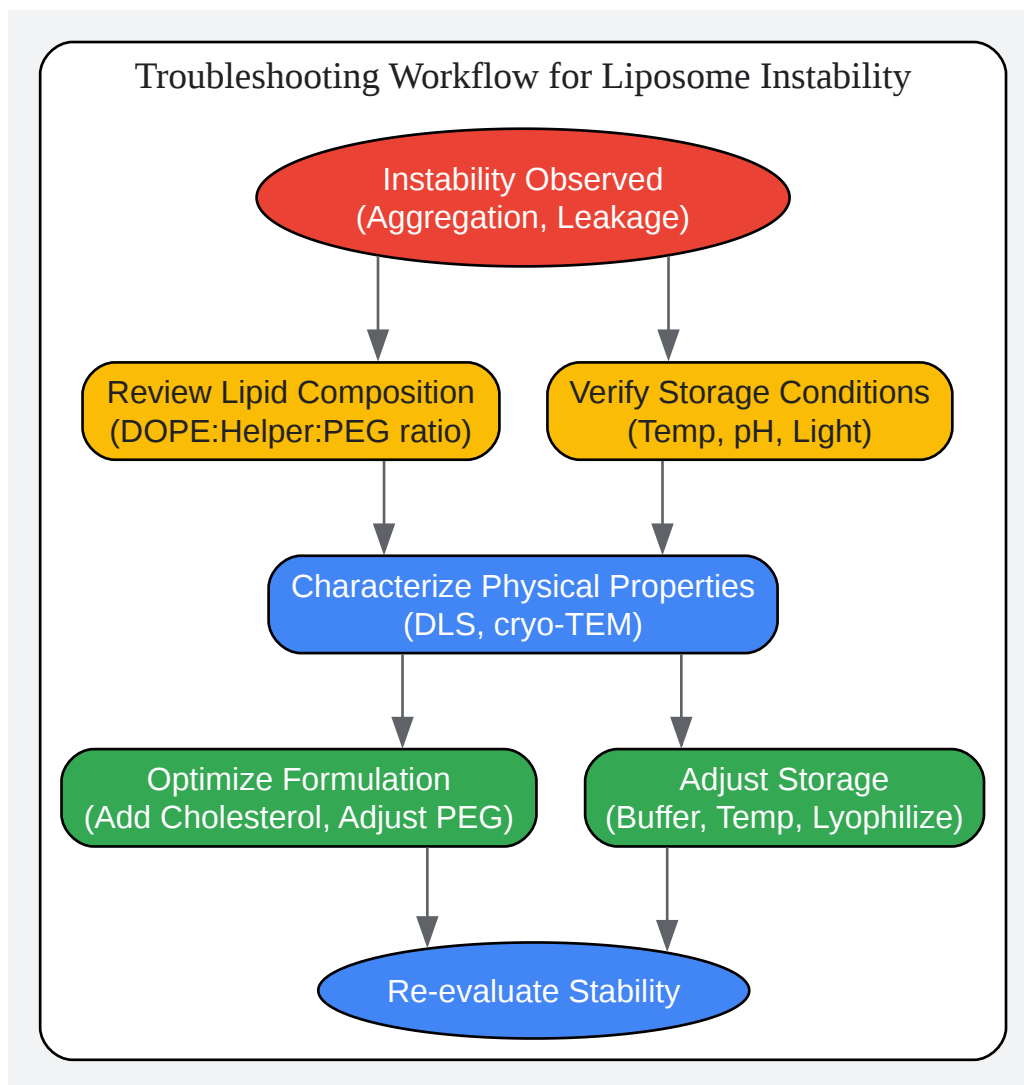 Troubleshooting Workflow for Liposome Instability
Instability Observed
(Aggregation, Leakage)
Review Lipid Composition
(DOPE:Helper:PEG ratio)
Verify Storage Conditions
(Temp, pH, Light)
Characterize Physical Properties
(DLS, cryo-TEM)
Optimize Formulation
(Add Cholesterol, Adjust PEG)
Adjust Storage
(Buffer, Temp, Lyophilize)
Re-evaluate Stability